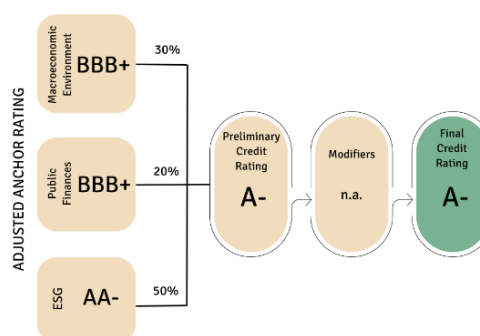 ADJUSTED ANCHOR RATING
Macroeconomic
Environment
BBB+
30%
Public
Finances
BBB+
20%
ESG
AA-
50%
Preliminary
Credit
Rating
A-
Modifiers
n.a.
Final
Credit
Rating
A-